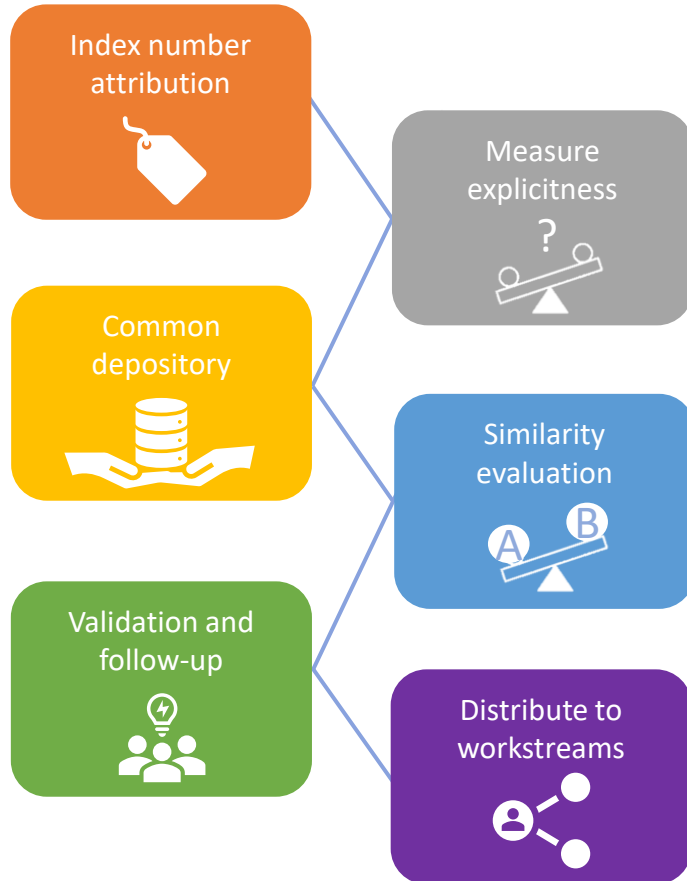 Index number
attribution
Measure
explicitness
?
Common
depository
Similarity
evaluation
A
B
Validation and
follow-up
Distribute to
workstreams